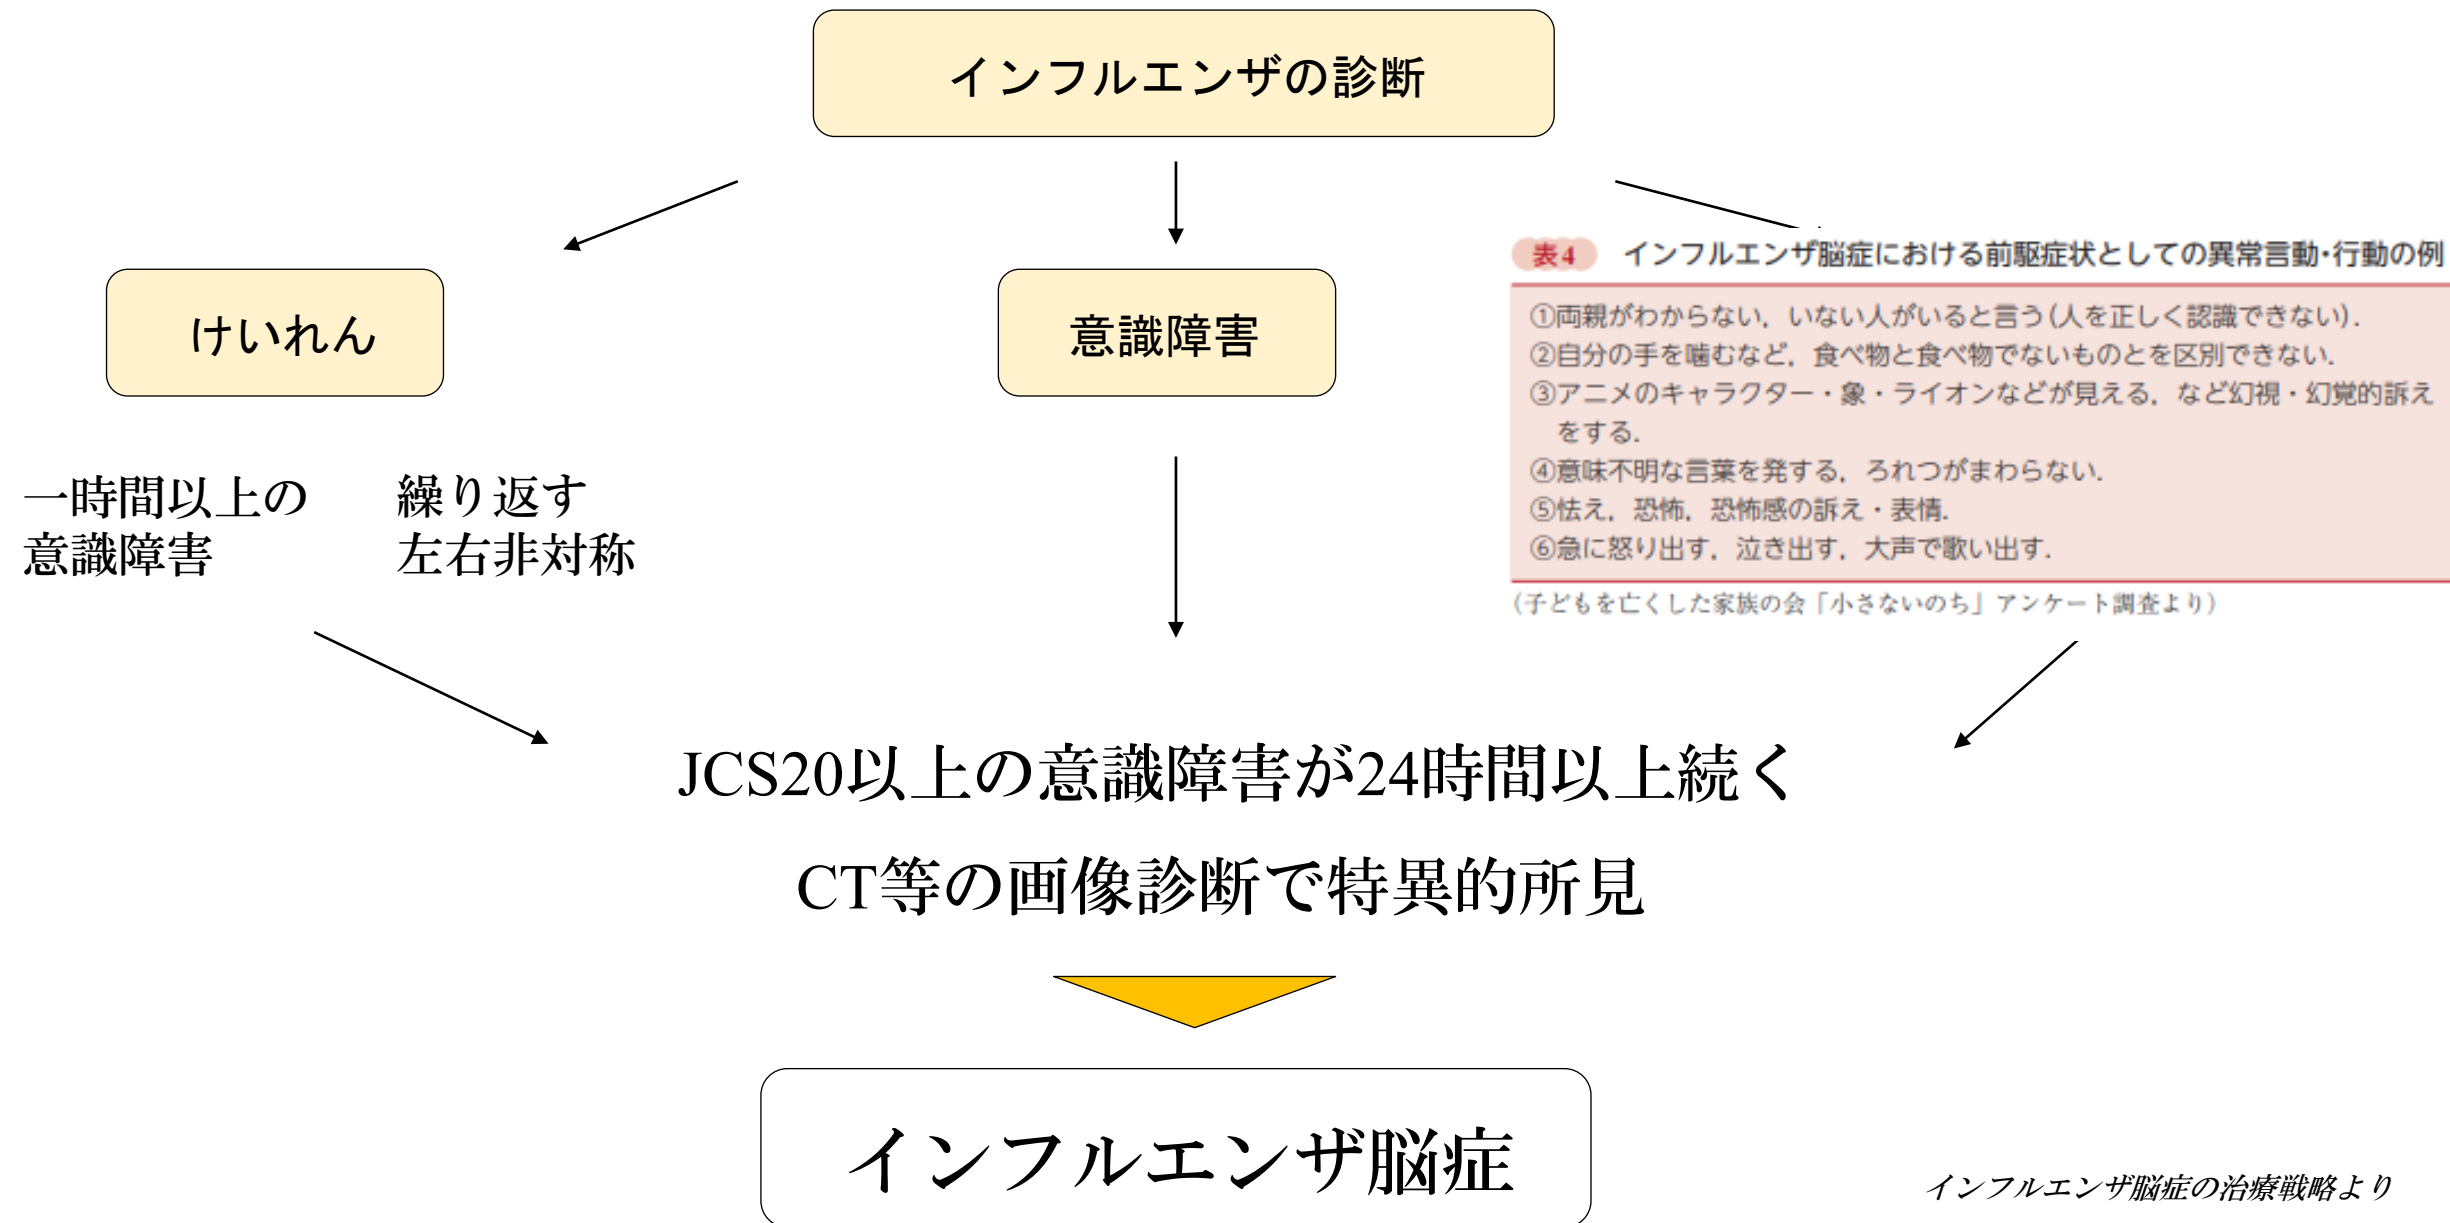 インフルエンザの診断
けいれん
意識障害
表4 インフルエンザ脳症における前駆症状としての異常言動・行動の例
①両親がわからない，いない人がいると言う（人を正しく認識できない）．
②自分の手を噛むなど，食べ物と食べ物でないものとを区別できない．
③アニメのキャラクター・象・ライオンなどが見える，など幻視・幻覚的訴え
をする．
④意味不明な言葉を発する，ろれつがまわらない．
⑤怯え，恐怖，恐怖感の訴え・表情．
⑥急に怒り出す，泣き出す，大声で歌い出す．
（子どもを亡くした家族の会「小さないのち」アンケート調査より）
一時間以上の
意識障害
繰り返す
左右非対称
JCS20以上の意識障害が24時間以上続く
CT等の画像診断で特異的所見
インフルエンザ脳症
インフルエンザ脳症の治療戦略より